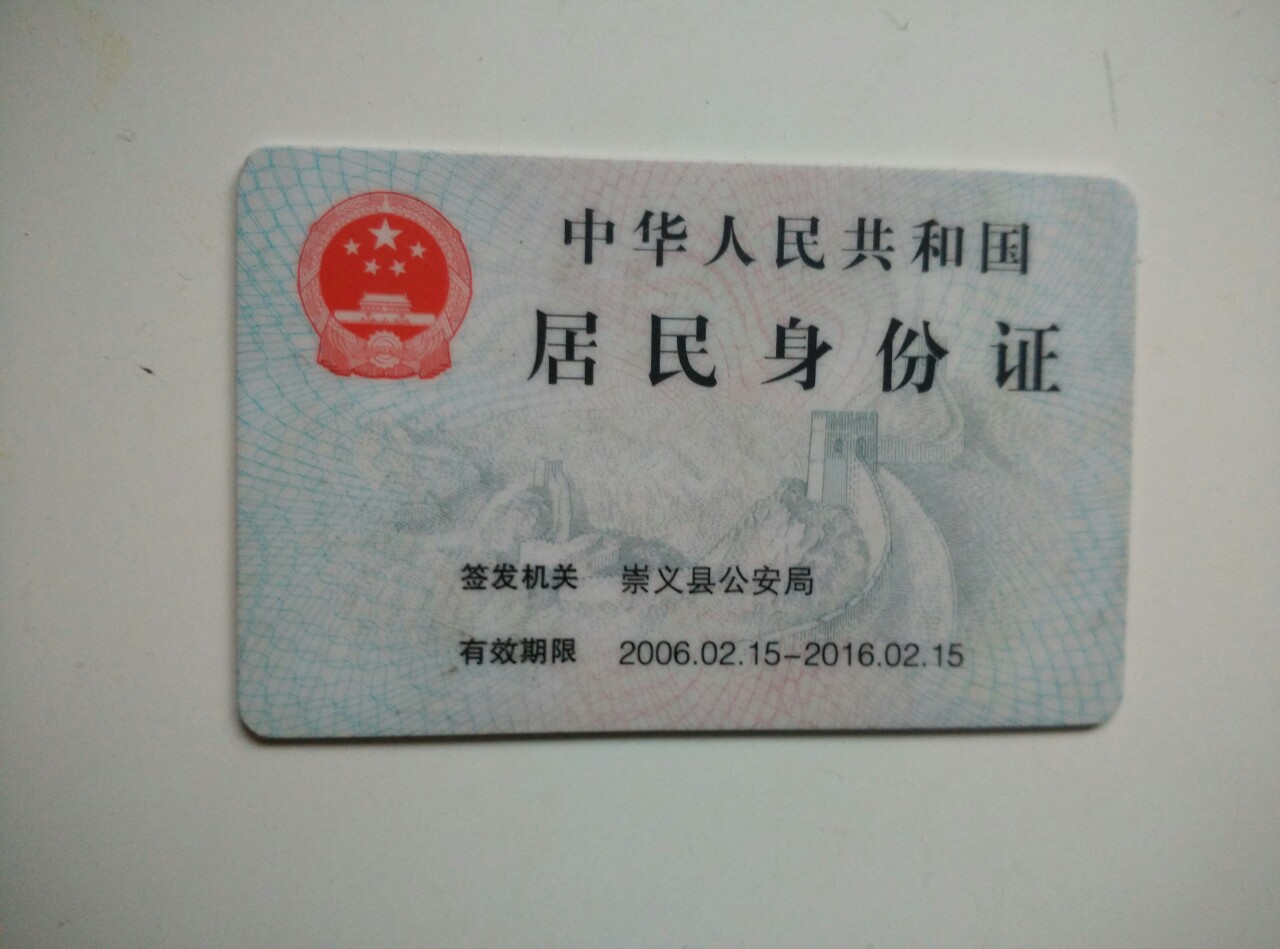 中华人民共和国
居民身份证
签发机关 崇义县公安局
有效期限 2006.02.15-2016.02.15